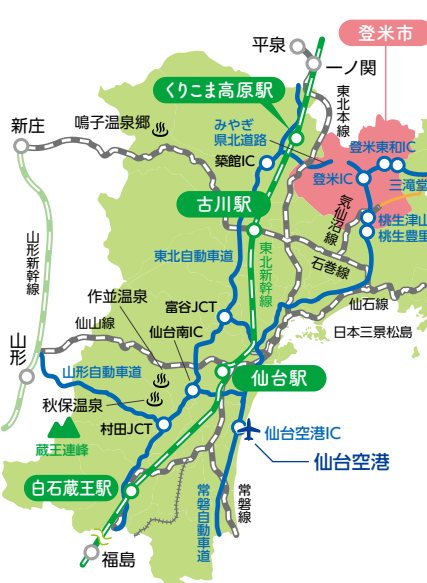 登米市
平泉
一ノ関
くりこま高原駅
東北本線
新庄
鳴子温泉郷
みやぎ
県北道路
築館IC
登米東和IC
登米IC
三滝堂
古川駅
気仙沼線
桃生津山
桃生豊里
山形新幹線
東北自動車道
東北新幹線
石巻線
作並温泉
富谷JCT
仙石線
仙山線
仙台南IC
日本三景松島
山形
山形自動車道
仙台駅
秋保温泉
村田JCT
蔵王連峰
仙台空港IC
仙台空港
白石蔵王駅
常磐自動車道
常磐線
福島